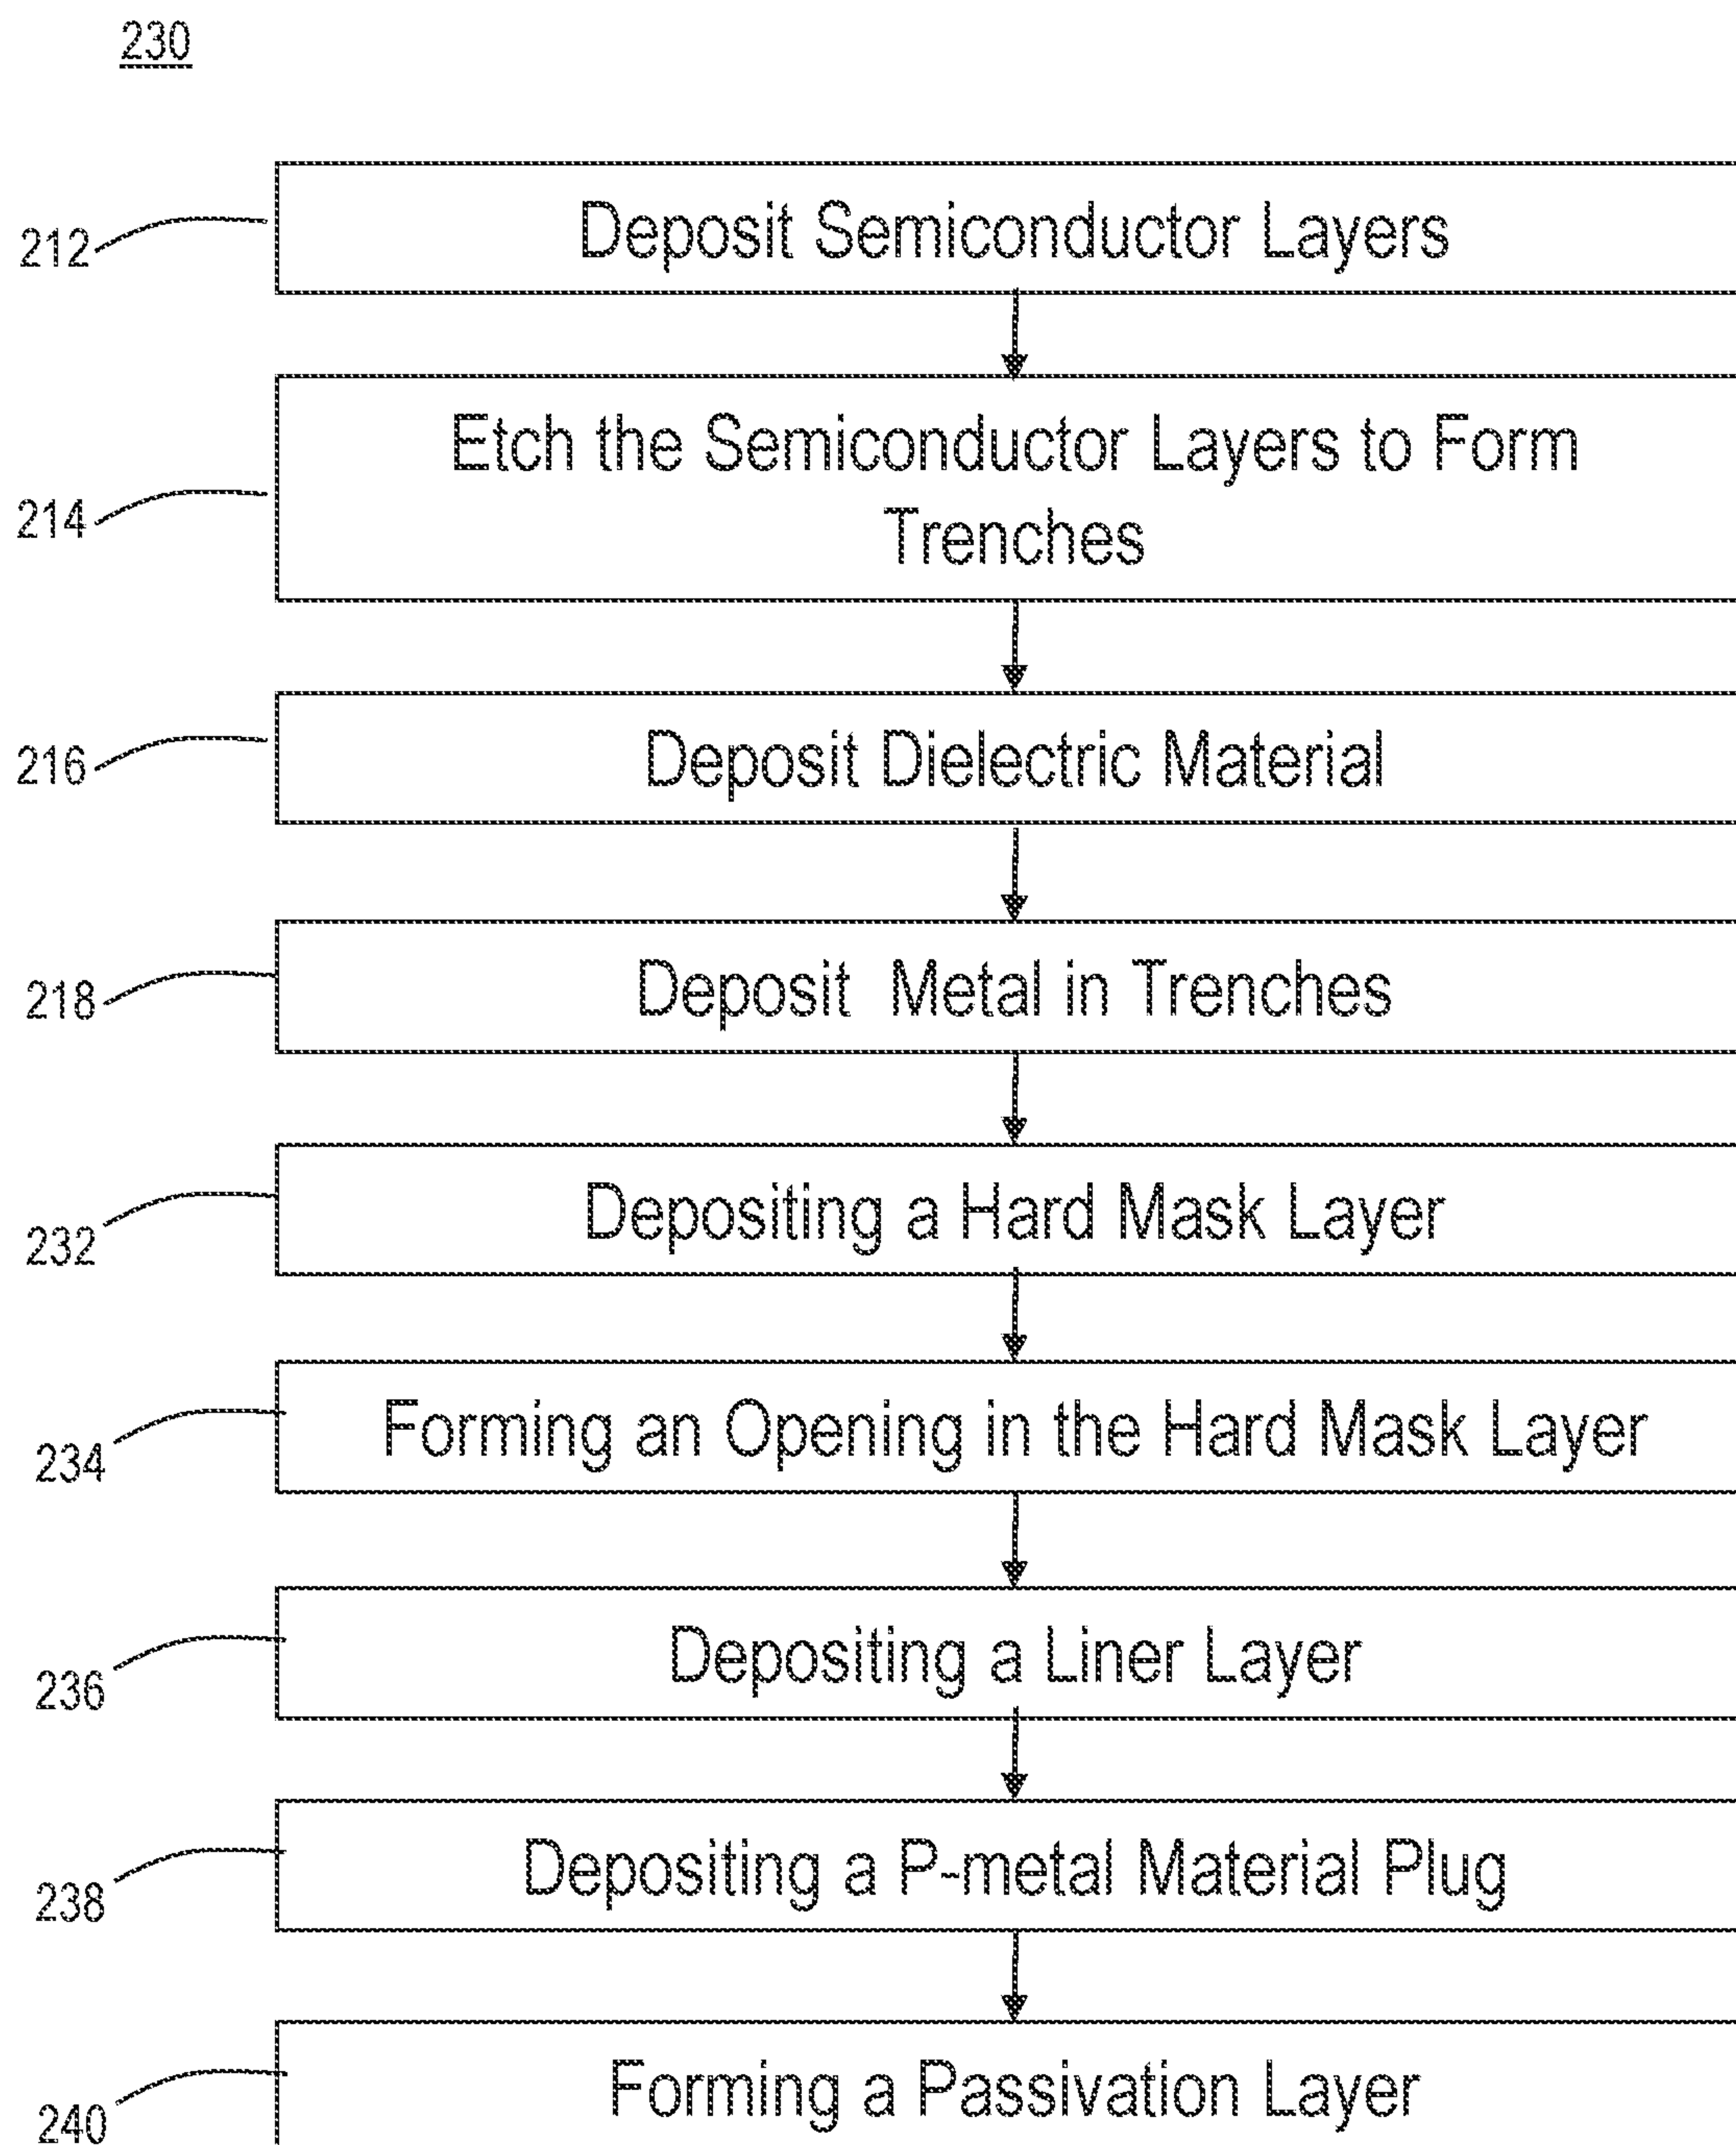 230
212
Deposit Semiconductor Layers
214
Etch the Semiconductor Layers to Form
Trenches
216
Deposit Dielectric Material
218
Deposit Metal in Trenches
232
Depositing a Hard Mask Layer
234
Forming an Opening in the Hard Mask Layer
236
Depositing a Liner Layer
238
Depositing a P-metal Material Plug
240
Forming a Passivation Layer